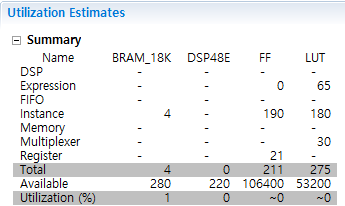 Utilization Estimates
Summary
Name BRAM_18K DSP48E FF LUT
DSP - - - -
Expression - - 0 65
FIFO - - - -
Instance 4 - 190 180
Memory - - - -
Multiplexer - - - 30
Register - - 21 -
Total 4 0 211 275
Available 280 220 106400 53200
Utilization (%) 1 0 ~0 ~0